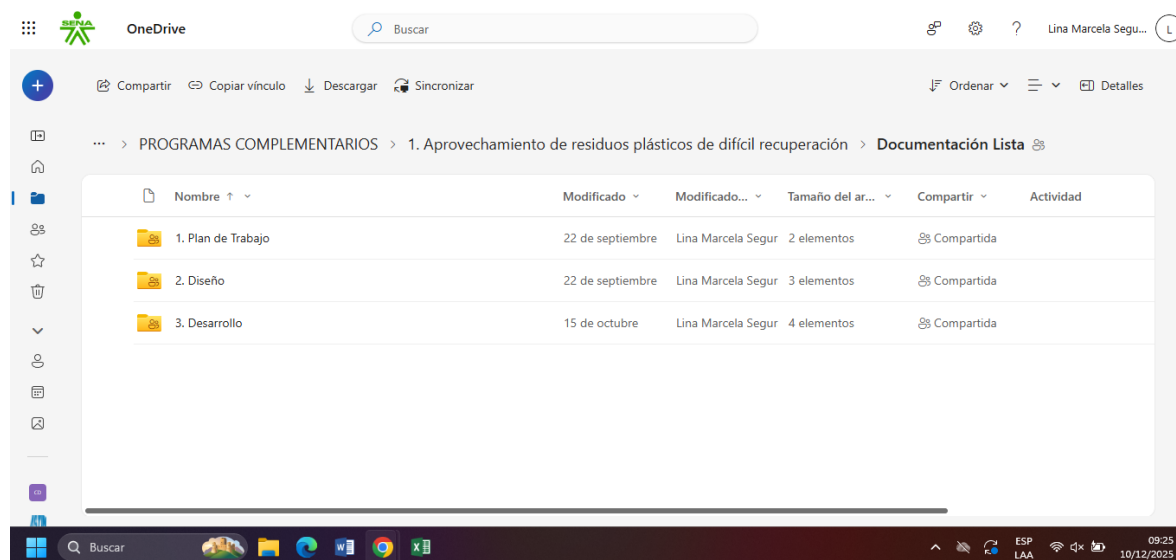 SENA
OneDrive
Buscar
Lina Marcela Segu...
L
Compartir
Copiar vínculo
Descargar
Sincronizar
Ordenar
Detalles
... > PROGRAMAS COMPLEMENTARIOS > 1. Aprovechamiento de residuos plásticos de difícil recuperación > Documentación Lista
Nombre ↑ Modificado Modificado... Tamaño del ar... Compartir Actividad
1. Plan de Trabajo 22 de septiembre Lina Marcela Segur 2 elementos Compartida
2. Diseño 22 de septiembre Lina Marcela Segur 3 elementos Compartida
3. Desarrollo 15 de octubre Lina Marcela Segur 4 elementos Compartida
CD
Buscar
ESP
LAA
09:25
10/12/2025